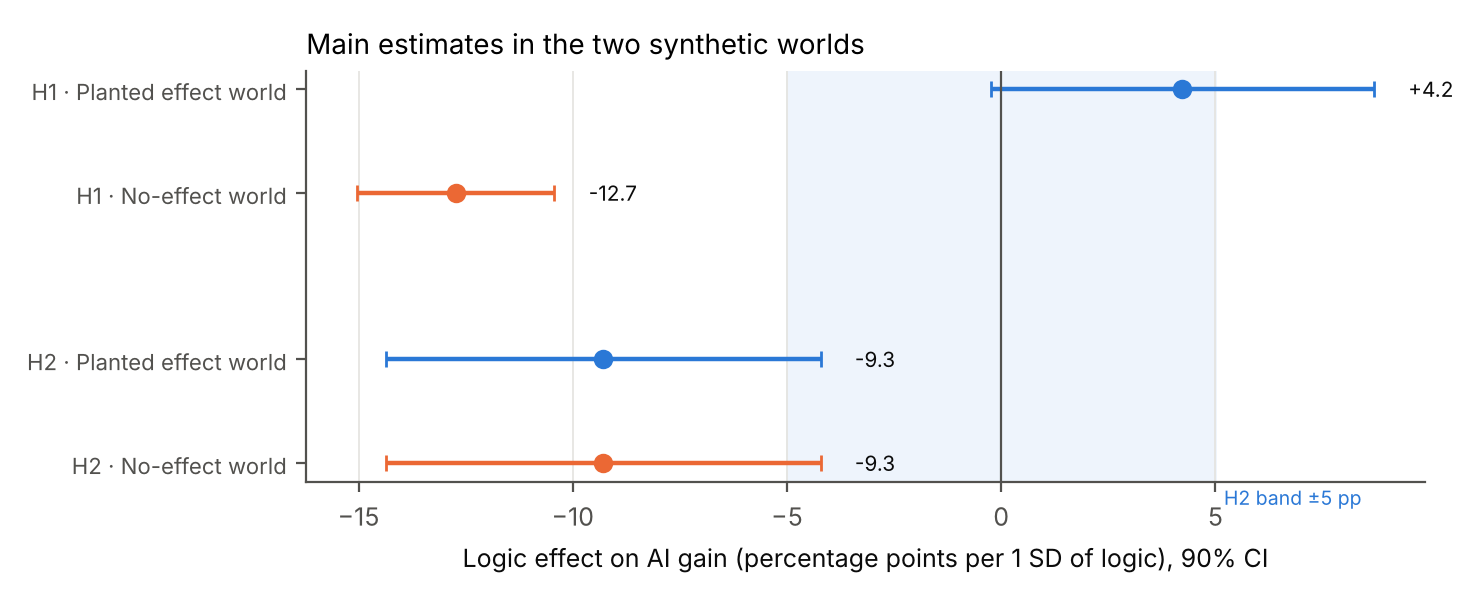 Main estimates in the two synthetic worlds
H1 · Planted effect world
+4.2
H1 · No-effect world
-12.7
H2 · Planted effect world
-9.3
H2 · No-effect world
-9.3
H2 band ±5 pp
−15 −10 −5 0 5
Logic effect on AI gain (percentage points per 1 SD of logic), 90% CI